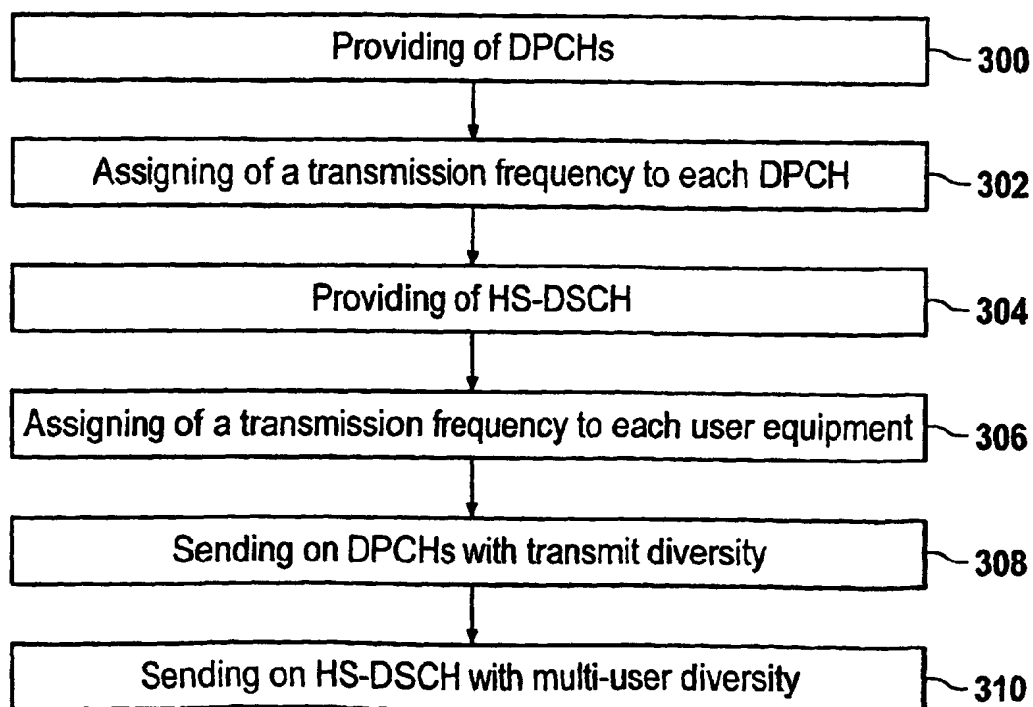 Providing of DPCHs 300
Assigning of a transmission frequency to each DPCH 302
Providing of HS-DSCH 304
Assigning of a transmission frequency to each user equipment 306
Sending on DPCHs with transmit diversity 308
Sending on HS-DSCH with multi-user diversity 310